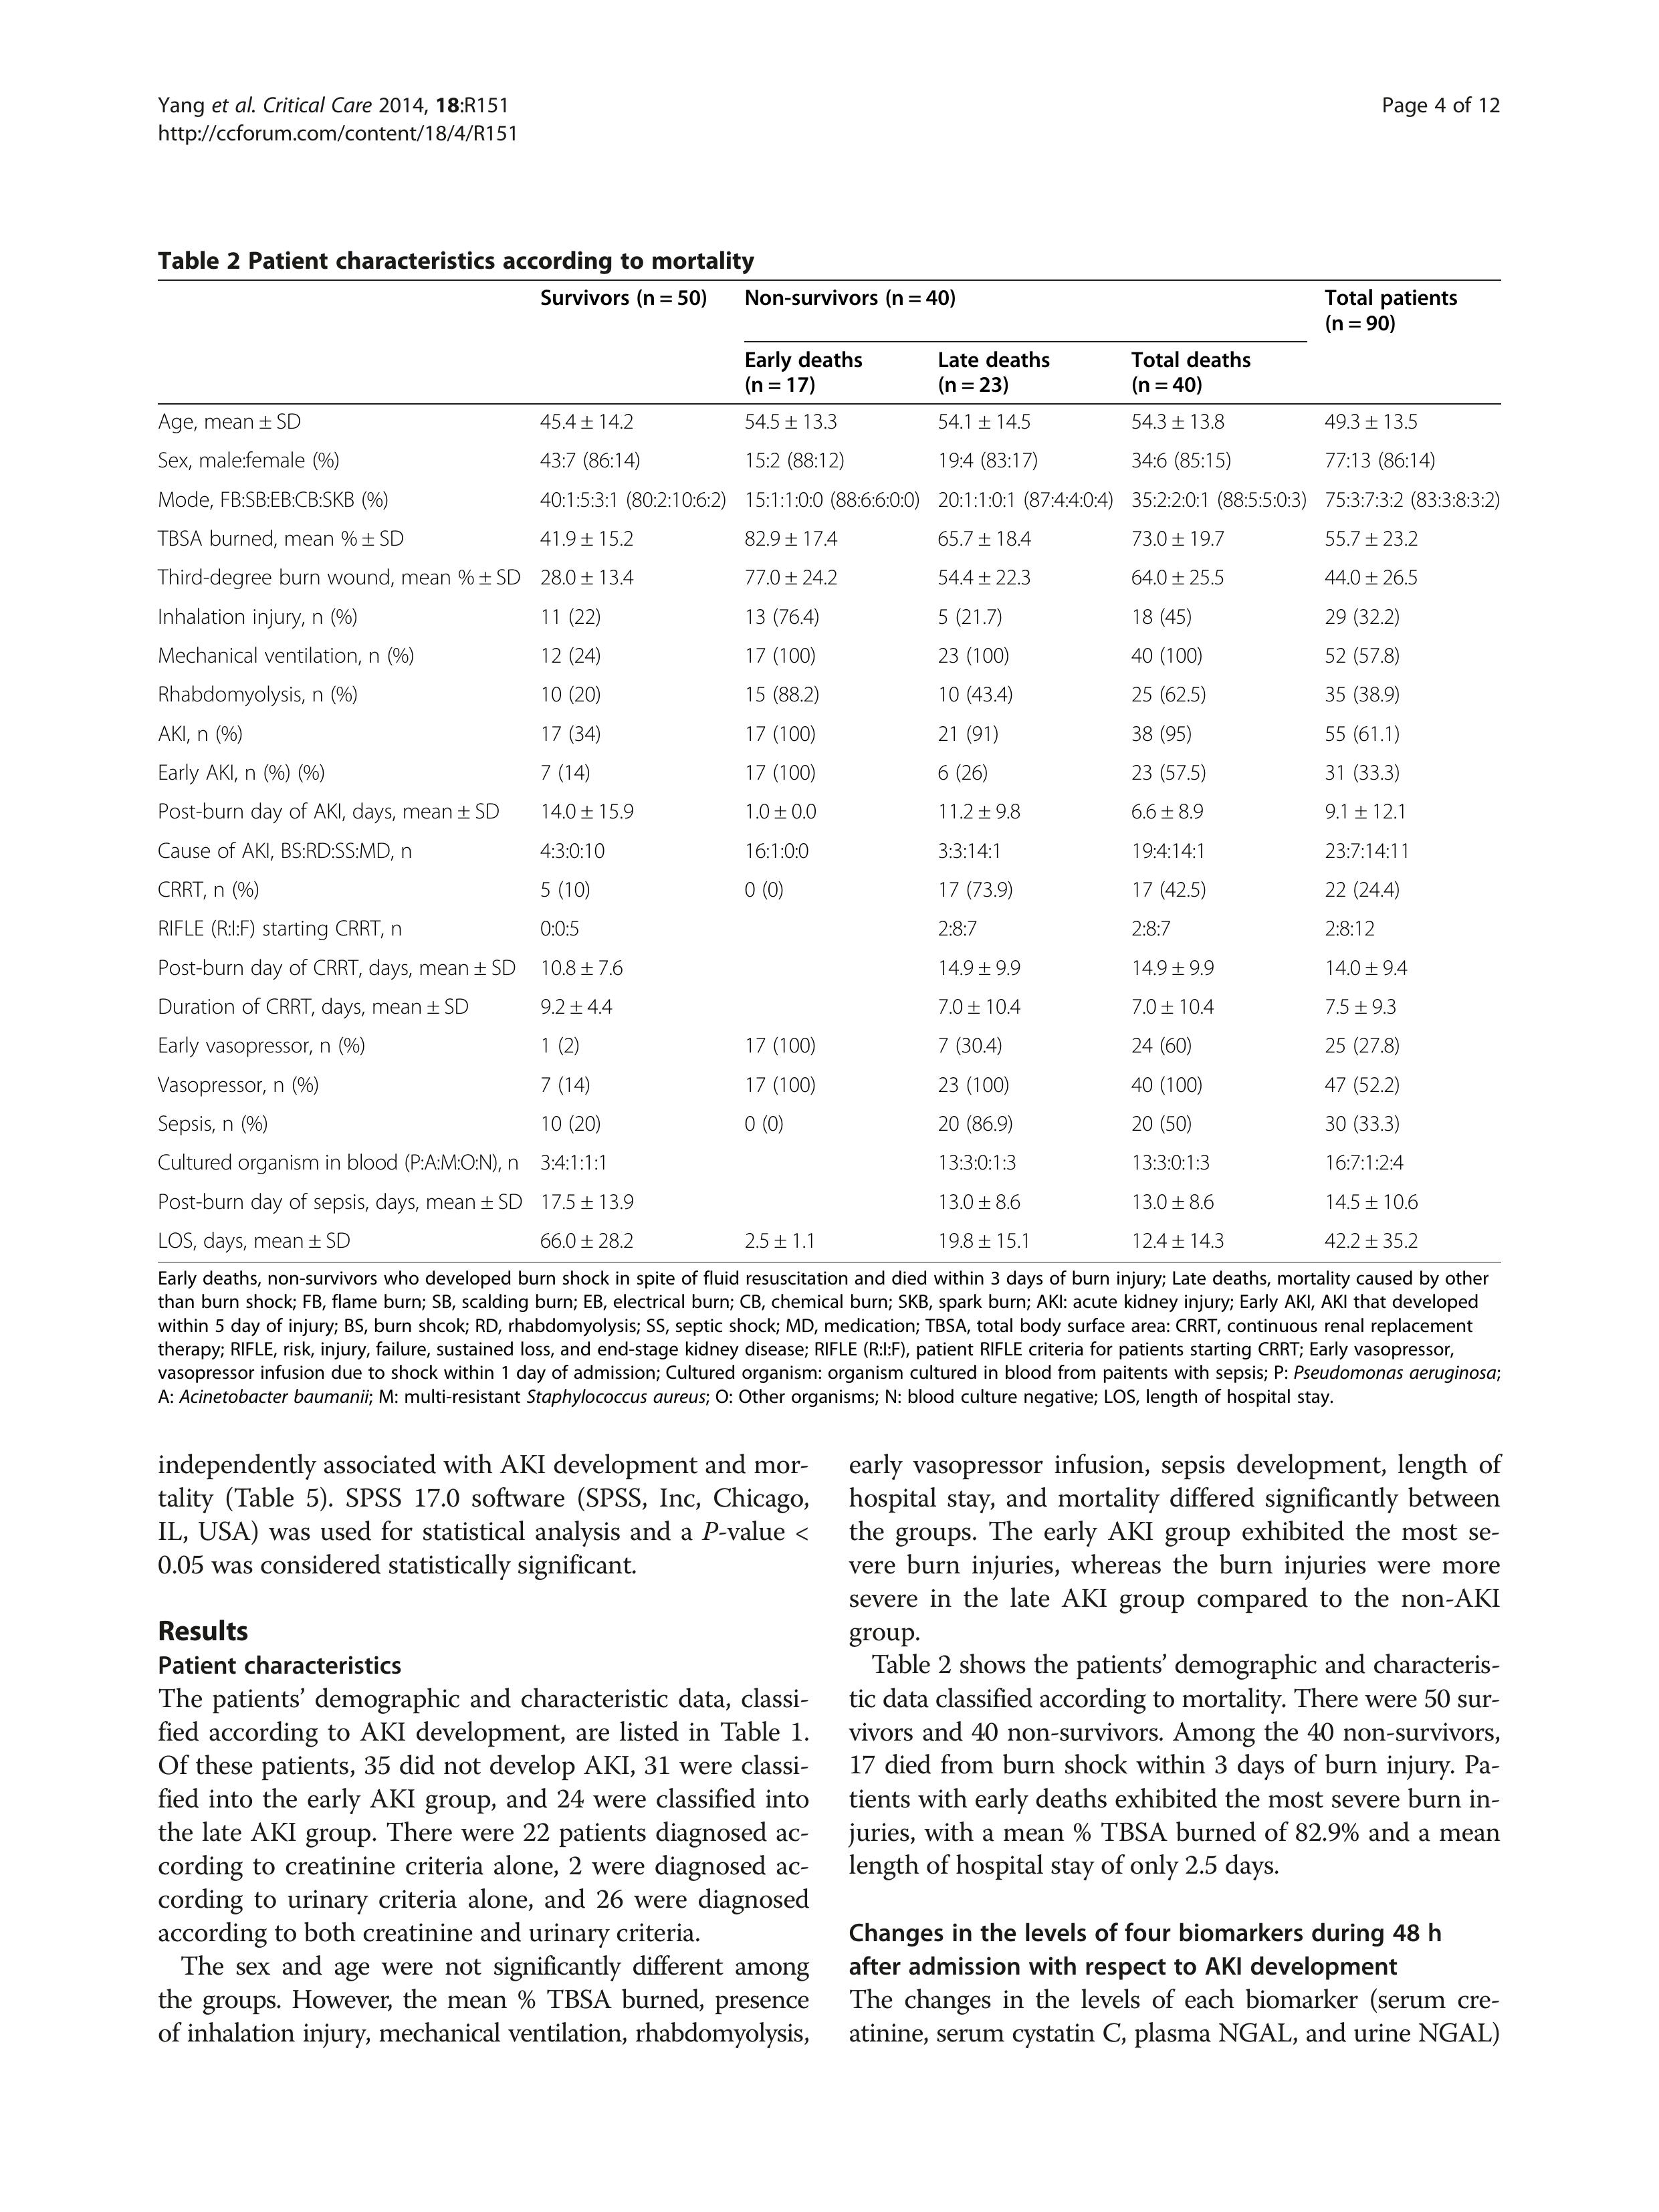 Yang et al. Critical Care 2014, 18:R151
Page 4 of 12
http://ccforum.com/content/18/4/R151
Table 2 Patient characteristics according to mortality
Survivors (n = 50) Non-survivors (n = 40) Total patients (n = 90)
Early deaths (n = 17) Late deaths (n = 23) Total deaths (n = 40)
Age, mean ± SD 45.4 ± 14.2 54.5 ± 13.3 54.1 ± 14.5 54.3 ± 13.8 49.3 ± 13.5
Sex, male:female (%) 43:7 (86:14) 15:2 (88:12) 19:4 (83:17) 34:6 (85:15) 77:13 (86:14)
Mode, FB:SB:EB:CB:SKB (%) 40:1:5:3:1 (80:2:10:6:2) 15:1:1:0:0 (88:6:6:0:0) 20:1:1:0:1 (87:4:4:0:4) 35:2:2:0:1 (88:5:5:0:3) 75:3:7:3:2 (83:3:8:3:2)
TBSA burned, mean % ± SD 41.9 ± 15.2 82.9 ± 17.4 65.7 ± 18.4 73.0 ± 19.7 55.7 ± 23.2
Third-degree burn wound, mean % ± SD 28.0 ± 13.4 77.0 ± 24.2 54.4 ± 22.3 64.0 ± 25.5 44.0 ± 26.5
Inhalation injury, n (%) 11 (22) 13 (76.4) 5 (21.7) 18 (45) 29 (32.2)
Mechanical ventilation, n (%) 12 (24) 17 (100) 23 (100) 40 (100) 52 (57.8)
Rhabdomyolysis, n (%) 10 (20) 15 (88.2) 10 (43.4) 25 (62.5) 35 (38.9)
AKI, n (%) 17 (34) 17 (100) 21 (91) 38 (95) 55 (61.1)
Early AKI, n (%) (%) 7 (14) 17 (100) 6 (26) 23 (57.5) 31 (33.3)
Post-burn day of AKI, days, mean ± SD 14.0 ± 15.9 1.0 ± 0.0 11.2 ± 9.8 6.6 ± 8.9 9.1 ± 12.1
Cause of AKI, BS:RD:SS:MD, n 4:3:0:10 16:1:0:0 3:3:14:1 19:4:14:1 23:7:14:11
CRRT, n (%) 5 (10) 0 (0) 17 (73.9) 17 (42.5) 22 (24.4)
RIFLE (R:I:F) starting CRRT, n 0:0:5 2:8:7 2:8:7 2:8:12
Post-burn day of CRRT, days, mean ± SD 10.8 ± 7.6 14.9 ± 9.9 14.9 ± 9.9 14.0 ± 9.4
Duration of CRRT, days, mean ± SD 9.2 ± 4.4 7.0 ± 10.4 7.0 ± 10.4 7.5 ± 9.3
Early vasopressor, n (%) 1 (2) 17 (100) 7 (30.4) 24 (60) 25 (27.8)
Vasopressor, n (%) 7 (14) 17 (100) 23 (100) 40 (100) 47 (52.2)
Sepsis, n (%) 10 (20) 0 (0) 20 (86.9) 20 (50) 30 (33.3)
Cultured organism in blood (P:A:M:O:N), n 3:4:1:1:1 13:3:0:1:3 13:3:0:1:3 16:7:1:2:4
Post-burn day of sepsis, days, mean ± SD 17.5 ± 13.9 13.0 ± 8.6 13.0 ± 8.6 14.5 ± 10.6
LOS, days, mean ± SD 66.0 ± 28.2 2.5 ± 1.1 19.8 ± 15.1 12.4 ± 14.3 42.2 ± 35.2
Early deaths, non-survivors who developed burn shock in spite of fluid resuscitation and died within 3 days of burn injury; Late deaths, mortality caused by other
than burn shock; FB, flame burn; SB, scalding burn; EB, electrical burn; CB, chemical burn; SKB, spark burn; AKI: acute kidney injury; Early AKI, AKI that developed
within 5 day of injury; BS, burn shcok; RD, rhabdomyolysis; SS, septic shock; MD, medication; TBSA, total body surface area: CRRT, continuous renal replacement
therapy; RIFLE, risk, injury, failure, sustained loss, and end-stage kidney disease; RIFLE (R:I:F), patient RIFLE criteria for patients starting CRRT; Early vasopressor,
vasopressor infusion due to shock within 1 day of admission; Cultured organism: organism cultured in blood from paitents with sepsis; P: Pseudomonas aeruginosa;
A: Acinetobacter baumanii; M: multi-resistant Staphylococcus aureus; O: Other organisms; N: blood culture negative; LOS, length of hospital stay.
independently associated with AKI development and mor-
tality (Table 5). SPSS 17.0 software (SPSS, Inc, Chicago,
IL, USA) was used for statistical analysis and a P-value <
0.05 was considered statistically significant.
Results
Patient characteristics
The patients' demographic and characteristic data, classi-
fied according to AKI development, are listed in Table 1.
Of these patients, 35 did not develop AKI, 31 were classi-
fied into the early AKI group, and 24 were classified into
the late AKI group. There were 22 patients diagnosed ac-
cording to creatinine criteria alone, 2 were diagnosed ac-
cording to urinary criteria alone, and 26 were diagnosed
according to both creatinine and urinary criteria.
The sex and age were not significantly different among
the groups. However, the mean % TBSA burned, presence
of inhalation injury, mechanical ventilation, rhabdomyolysis,
early vasopressor infusion, sepsis development, length of
hospital stay, and mortality differed significantly between
the groups. The early AKI group exhibited the most se-
vere burn injuries, whereas the burn injuries were more
severe in the late AKI group compared to the non-AKI
group.
Table 2 shows the patients' demographic and characteris-
tic data classified according to mortality. There were 50 sur-
vivors and 40 non-survivors. Among the 40 non-survivors,
17 died from burn shock within 3 days of burn injury. Pa-
tients with early deaths exhibited the most severe burn in-
juries, with a mean % TBSA burned of 82.9% and a mean
length of hospital stay of only 2.5 days.
Changes in the levels of four biomarkers during 48 h
after admission with respect to AKI development
The changes in the levels of each biomarker (serum cre-
atinine, serum cystatin C, plasma NGAL, and urine NGAL)